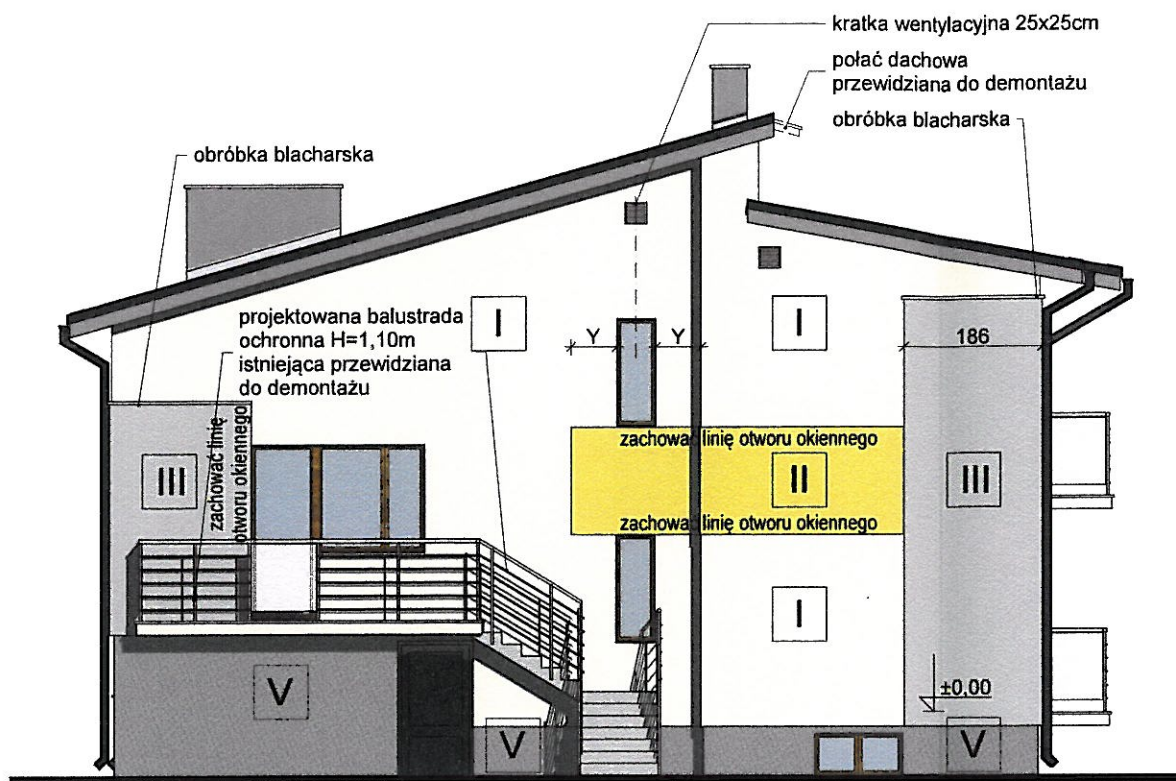 kratka wentylacyjna 25x25cm
połać dachowa
przewidziana do demontażu
obróbka blacharska
obróbka blacharska
projektowana balustrada
ochronna H=1,10m
istniejąca przewidziana
do demontażu
I
I
Y
Y
186
zachować linię
otworu okiennego
zachować linię otworu okiennego
III
II
III
zachować linię otworu okiennego
I
±0,00
V
V
V